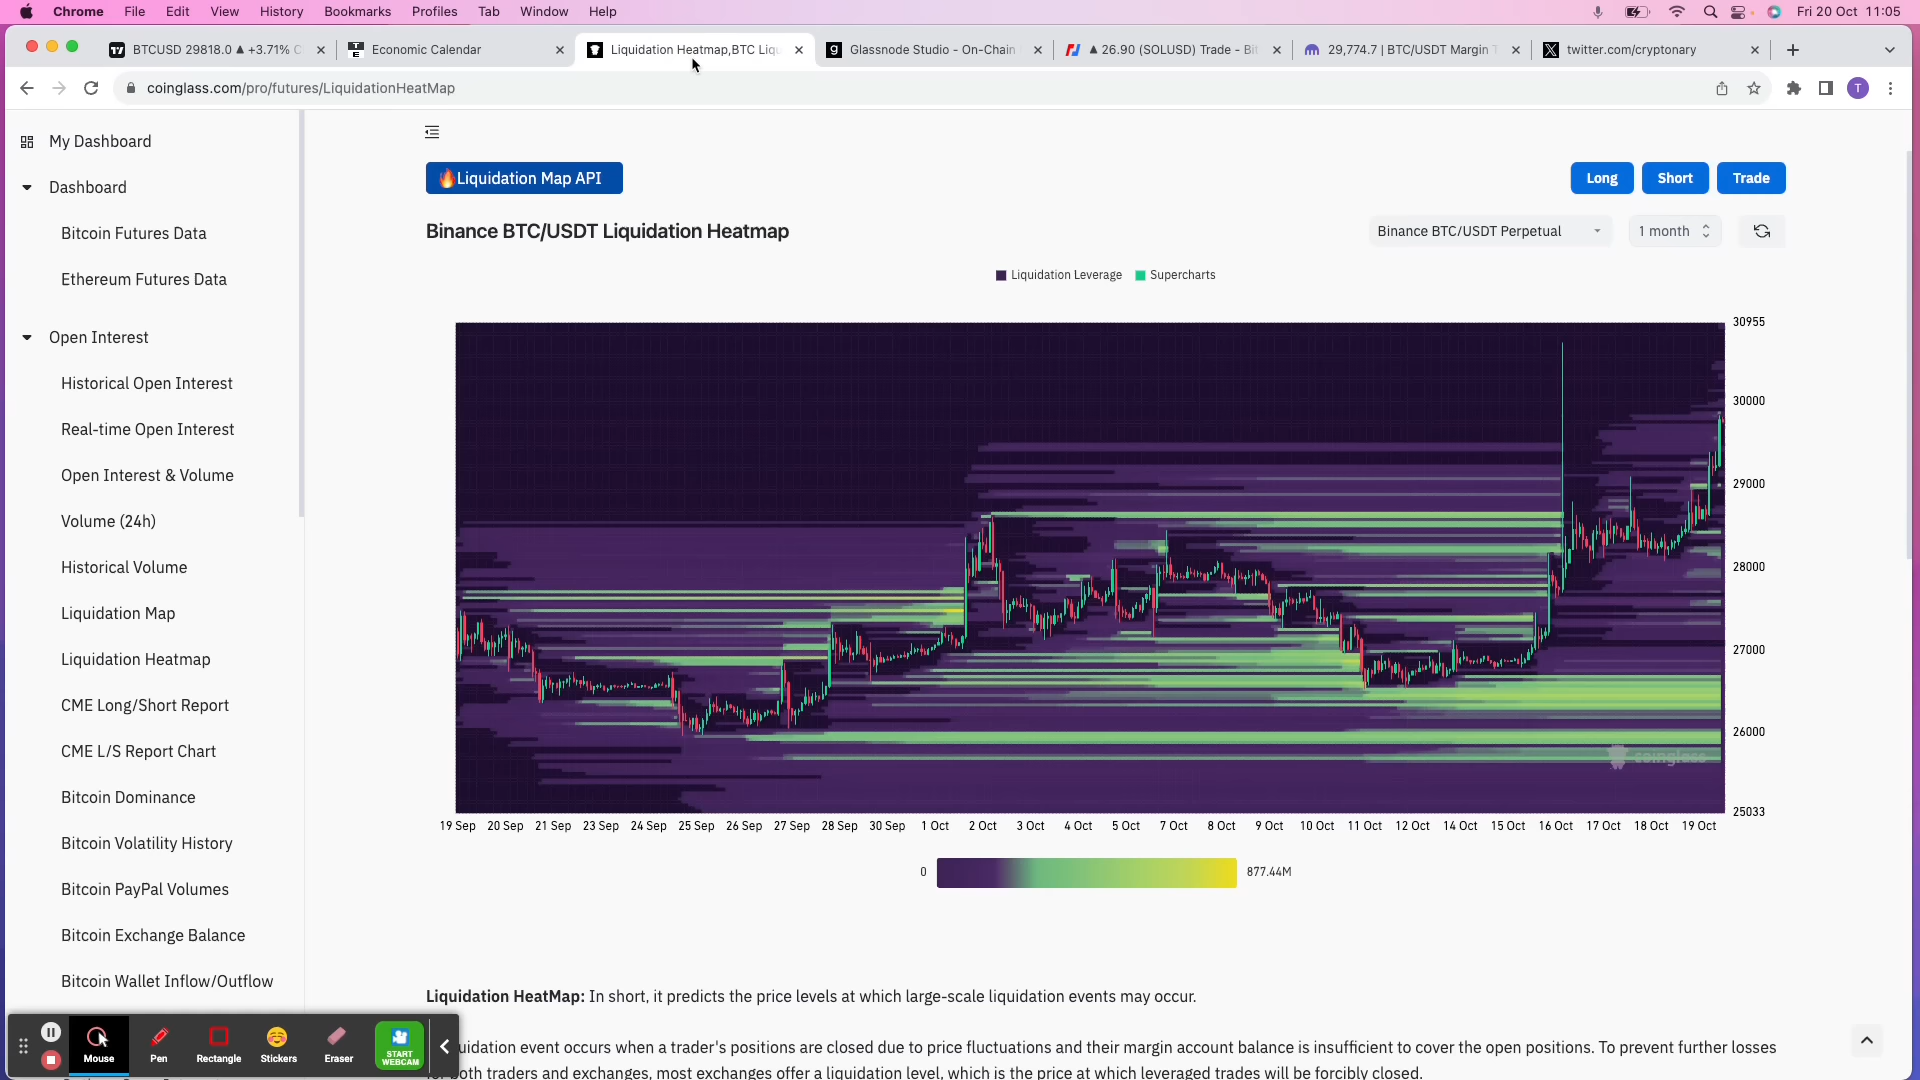 Chrome File Edit View History Bookmarks Profiles Tab Window Help Fri 20 Oct 11:05
BTCUSD 29818.0 ▲ +3.71% C Economic Calendar Liquidation Heatmap,BTC Liqu Glassnode Studio - On-Chain ▲ 26.90 (SOLUSD) Trade - Bit 29,774.7 | BTC/USDT Margin T twitter.com/cryptonary
coinglass.com/pro/futures/LiquidationHeatMap T
My Dashboard
Dashboard
Bitcoin Futures Data
Ethereum Futures Data
Open Interest
Historical Open Interest
Real-time Open Interest
Open Interest & Volume
Volume (24h)
Historical Volume
Liquidation Map
Liquidation Heatmap
CME Long/Short Report
CME L/S Report Chart
Bitcoin Dominance
Bitcoin Volatility History
Bitcoin PayPal Volumes
Bitcoin Exchange Balance
Bitcoin Wallet Inflow/Outflow
🔥Liquidation Map API
Long Short Trade
Binance BTC/USDT Liquidation Heatmap
Binance BTC/USDT Perpetual 1 month
Liquidation Leverage Supercharts
30955
30000
29000
28000
27000
26000
coinglass
25033
19 Sep 20 Sep 21 Sep 23 Sep 24 Sep 25 Sep 26 Sep 27 Sep 28 Sep 30 Sep 1 Oct 2 Oct 3 Oct 4 Oct 5 Oct 7 Oct 8 Oct 9 Oct 10 Oct 11 Oct 12 Oct 14 Oct 15 Oct 16 Oct 17 Oct 18 Oct 19 Oct
0 877.44M
Liquidation HeatMap: In short, it predicts the price levels at which large-scale liquidation events may occur.
uidation event occurs when a trader's positions are closed due to price fluctuations and their margin account balance is insufficient to cover the open positions. To prevent further losses
both traders and exchanges, most exchanges offer a liquidation level, which is the price at which leveraged trades will be forcibly closed.
Mouse Pen Rectangle Stickers Eraser START WEBCAM